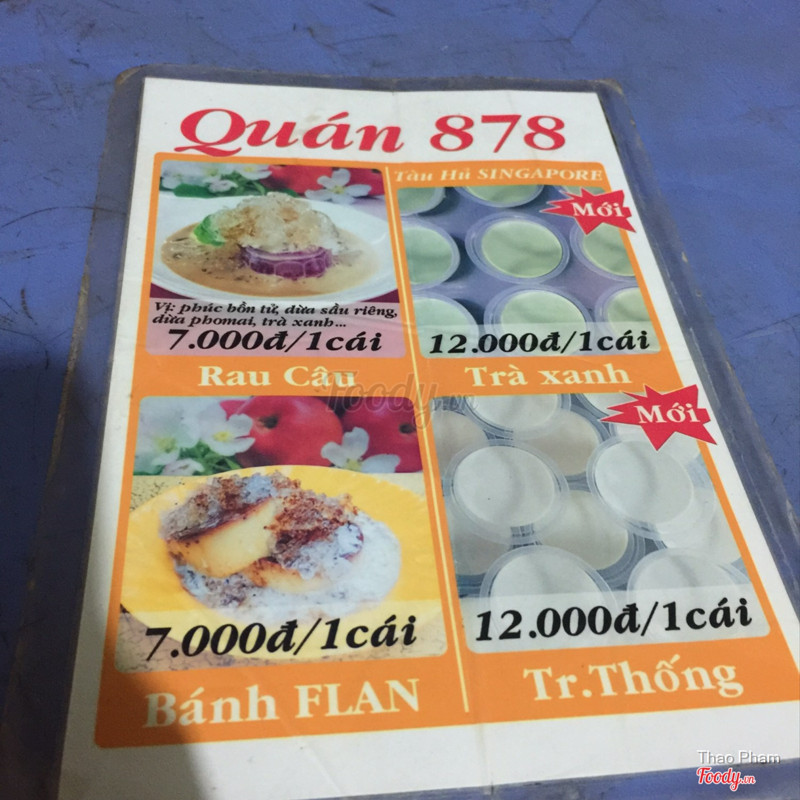 Quán 878
Tàu Hủ SINGAPORE
Mới
Vị: phúc bồn tử, dừa sầu riêng,
dừa phomai, trà xanh...
7.000đ/1cái
12.000đ/1cái
Rau Câu
Trà xanh
Mới
7.000đ/1cái
12.000đ/1cái
Bánh FLAN
Tr.Thống
Foody.vn
Thao Pham
Foody.vn